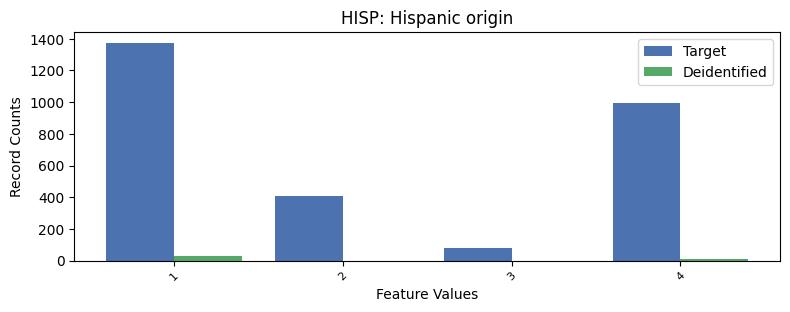 HISP: Hispanic origin
1400
1200
1000
800
600
400
200
0
Record Counts
Target
Deidentified
1
2
3
4
Feature Values